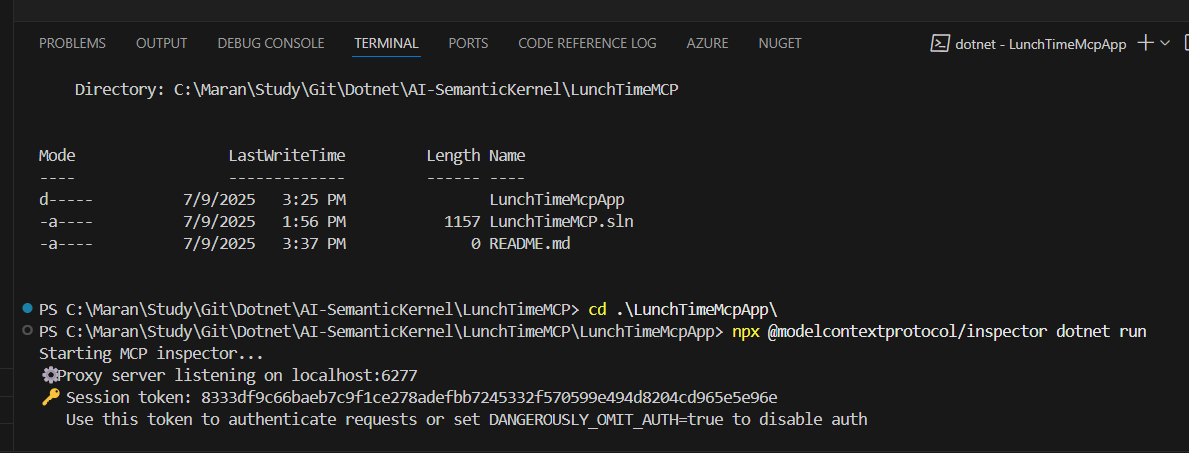 PROBLEMS OUTPUT DEBUG CONSOLE TERMINAL PORTS CODE REFERENCE LOG AZURE NUGET dotnet - LunchTimeMcpApp
Directory: C:\Maran\Study\Git\Dotnet\AI-SemanticKernel\LunchTimeMCP
Mode LastWriteTime Length Name
---- ------------- ------ ----
d----- 7/9/2025 3:25 PM LunchTimeMcpApp
-a---- 7/9/2025 1:56 PM 1157 LunchTimeMCP.sln
-a---- 7/9/2025 3:37 PM 0 README.md
PS C:\Maran\Study\Git\Dotnet\AI-SemanticKernel\LunchTimeMCP> cd .\LunchTimeMcpApp\
PS C:\Maran\Study\Git\Dotnet\AI-SemanticKernel\LunchTimeMCP\LunchTimeMcpApp> npx @modelcontextprotocol/inspector dotnet run
Starting MCP inspector...
⚙️Proxy server listening on localhost:6277
🔑 Session token: 8333df9c66baeb7c9f1ce278adefbb7245332f570599e494d8204cd965e5e96e
Use this token to authenticate requests or set DANGEROUSLY_OMIT_AUTH=true to disable auth